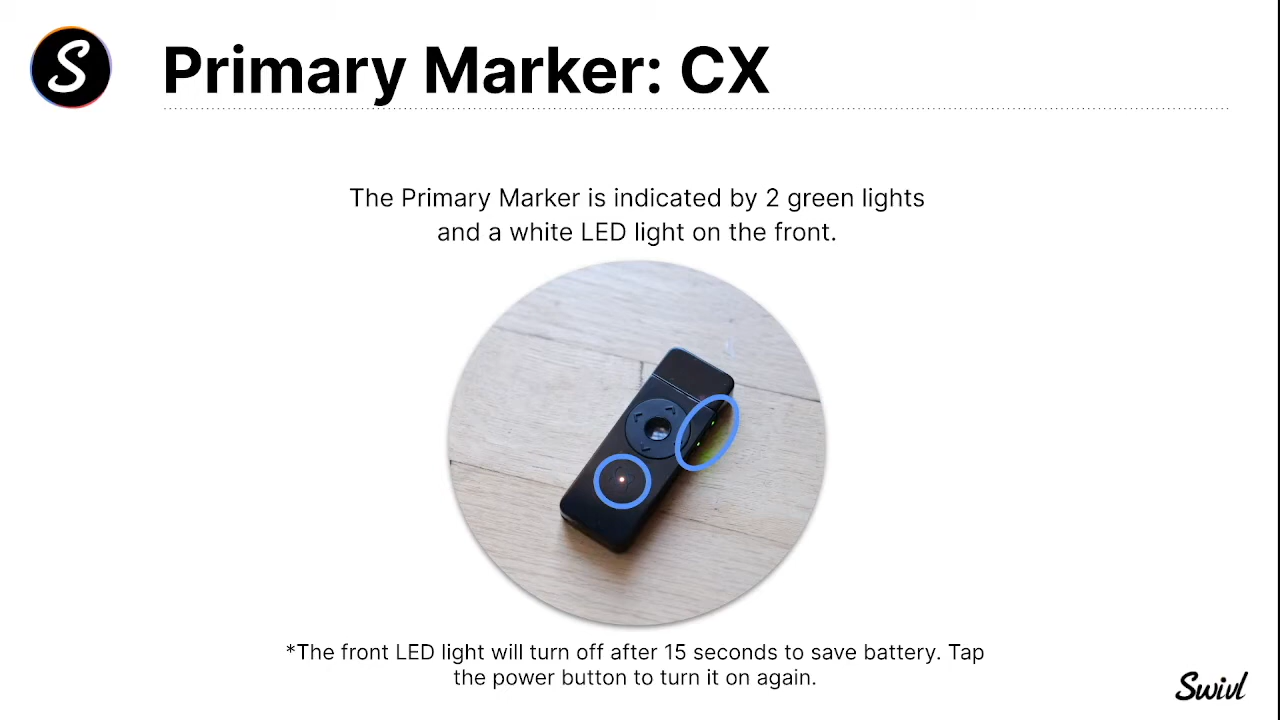 Primary Marker: CX
The Primary Marker is indicated by 2 green lights
and a white LED light on the front.
*The front LED light will turn off after 15 seconds to save battery. Tap
the power button to turn it on again.
Swivl